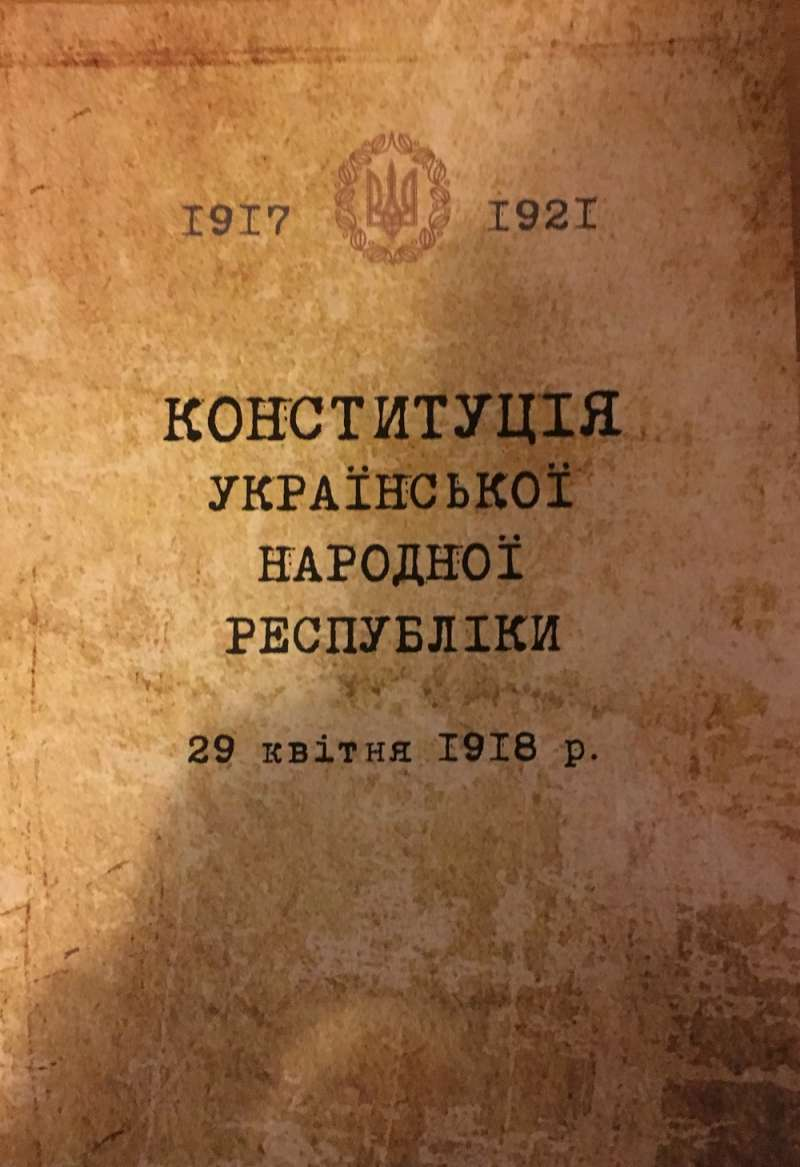 1917 1921
КОНСТИТУЦІЯ
УКРАЇНСЬКОЇ
НАРОДНОЇ
РЕСПУБЛІКИ
29 квітня 1918 р.